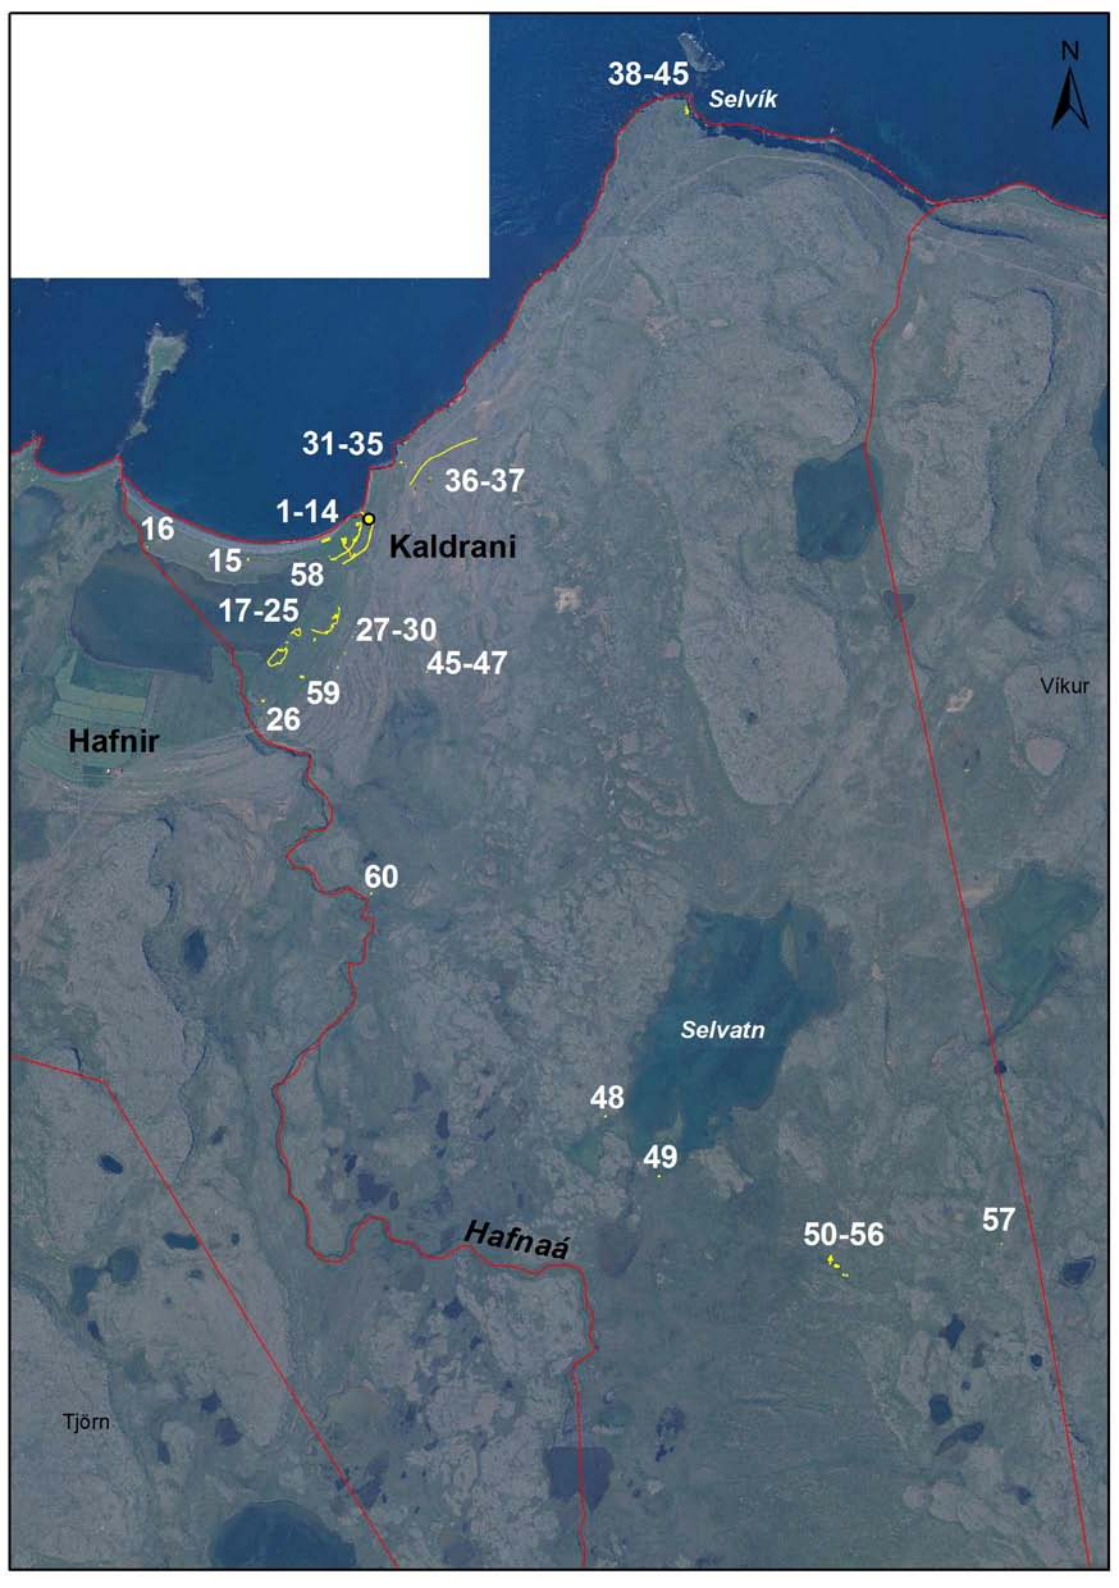 N
38-45
Selvík
31-35
36-37
1-14
16
Kaldrani
15
58
17-25
27-30
45-47
59
Víkur
26
Hafnir
60
Selvatn
48
49
57
50-56
Hafnaá
Tjörn